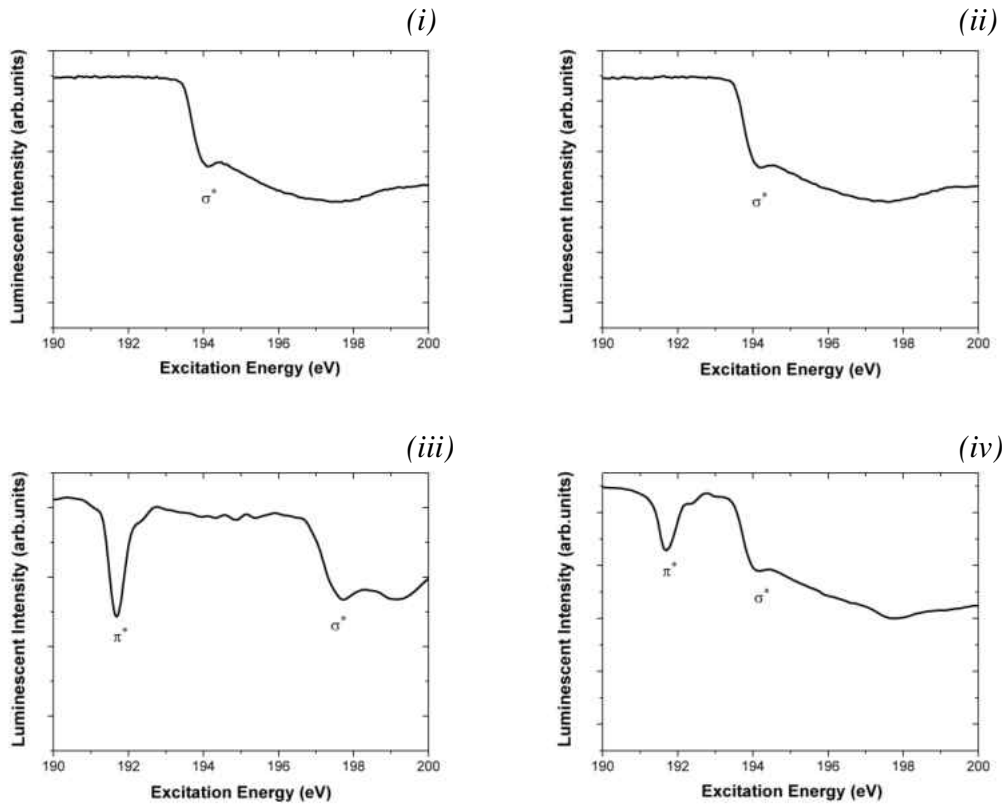 (i)
Luminescent Intensity (arb.units)
σ*
190 192 194 196 198 200
Excitation Energy (eV)
(ii)
Luminescent Intensity (arb.units)
σ*
190 192 194 196 198 200
Excitation Energy (eV)
(iii)
Luminescent Intensity (arb.units)
π*
σ*
190 192 194 196 198 200
Excitation Energy (eV)
(iv)
Luminescent Intensity (arb.units)
π*
σ*
190 192 194 196 198 200
Excitation Energy (eV)